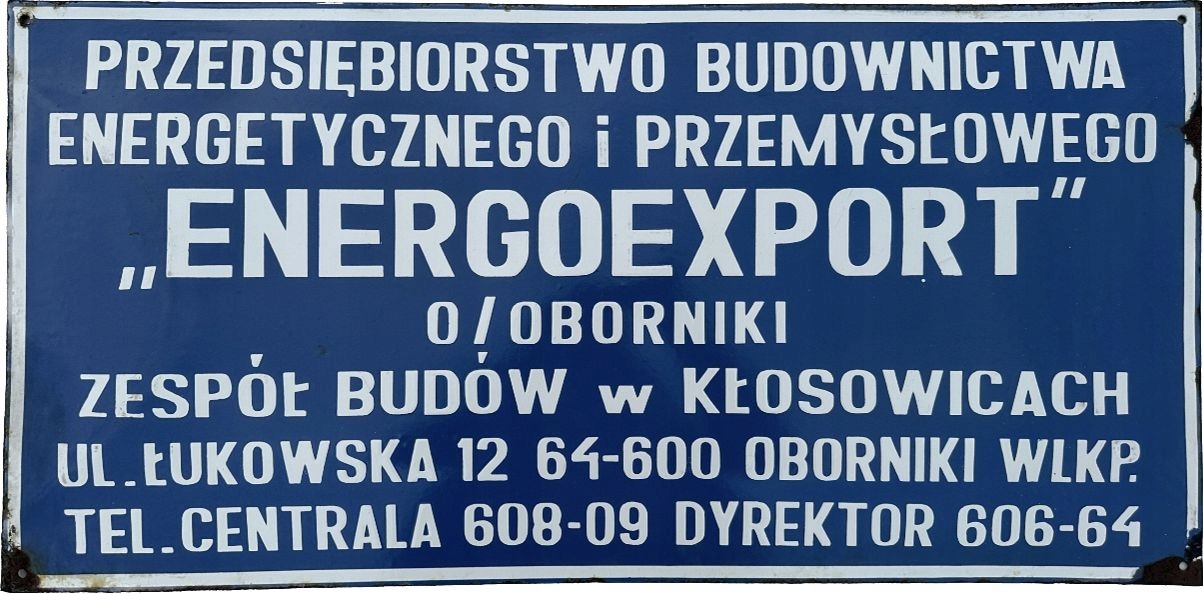 PRZEDSIĘBIORSTWO BUDOWNICTWA
ENERGETYCZNEGO i PRZEMYSŁOWEGO
„ENERGOEXPORT”
O/OBORNIKI
ZESPÓŁ BUDÓW w KŁOSOWICACH
UL. ŁUKOWSKA 12 64-600 OBORNIKI WLKP.
TEL. CENTRALA 608-09 DYREKTOR 606-64